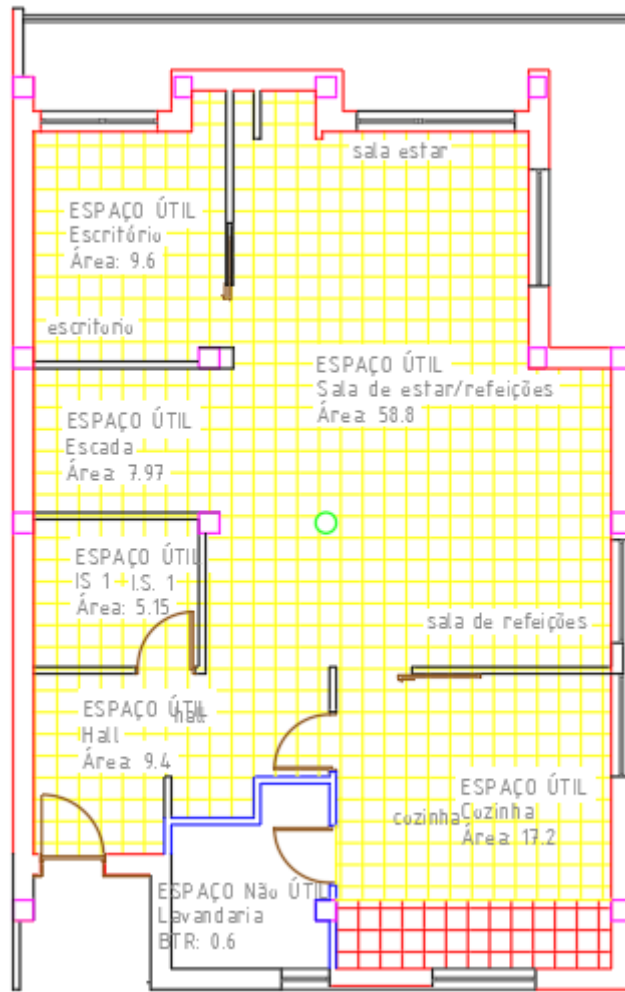 sala estar
ESPAÇO ÚTIL
Escritório
Área: 9.6
escritorio
ESPAÇO ÚTIL
Sala de estar/refeições
Área: 58.8
ESPAÇO ÚTIL
Escada
Área: 7.97
ESPAÇO ÚTIL
IS 1 I.S. 1
Área: 5.15
sala de refeições
ESPAÇO ÚTIL
hall
Hall
Área: 9.4
ESPAÇO ÚTIL
Cozinha
cozinha
Área: 17.2
ESPAÇO Não ÚTIL
Lavandaria
BTR: 0.6